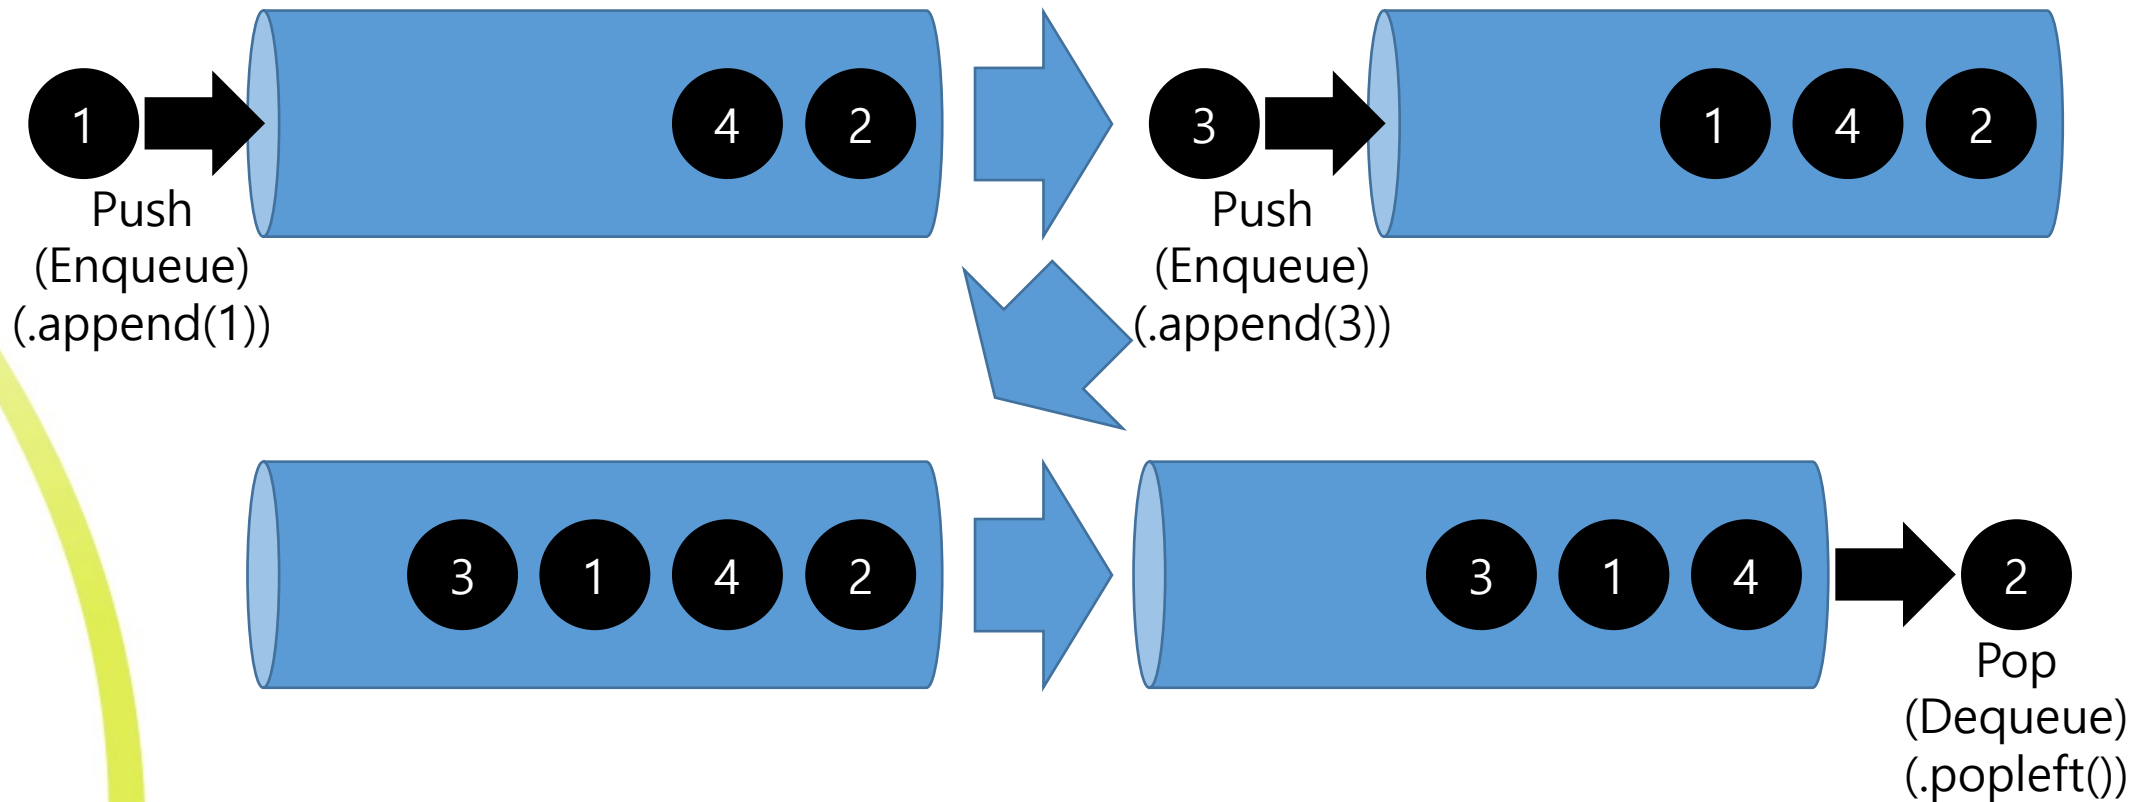 1
4 2
Push
(Enqueue)
(.append(1))
3
1 4 2
Push
(Enqueue)
(.append(3))
3 1 4 2
3 1 4
2
Pop
(Dequeue)
(.popleft())